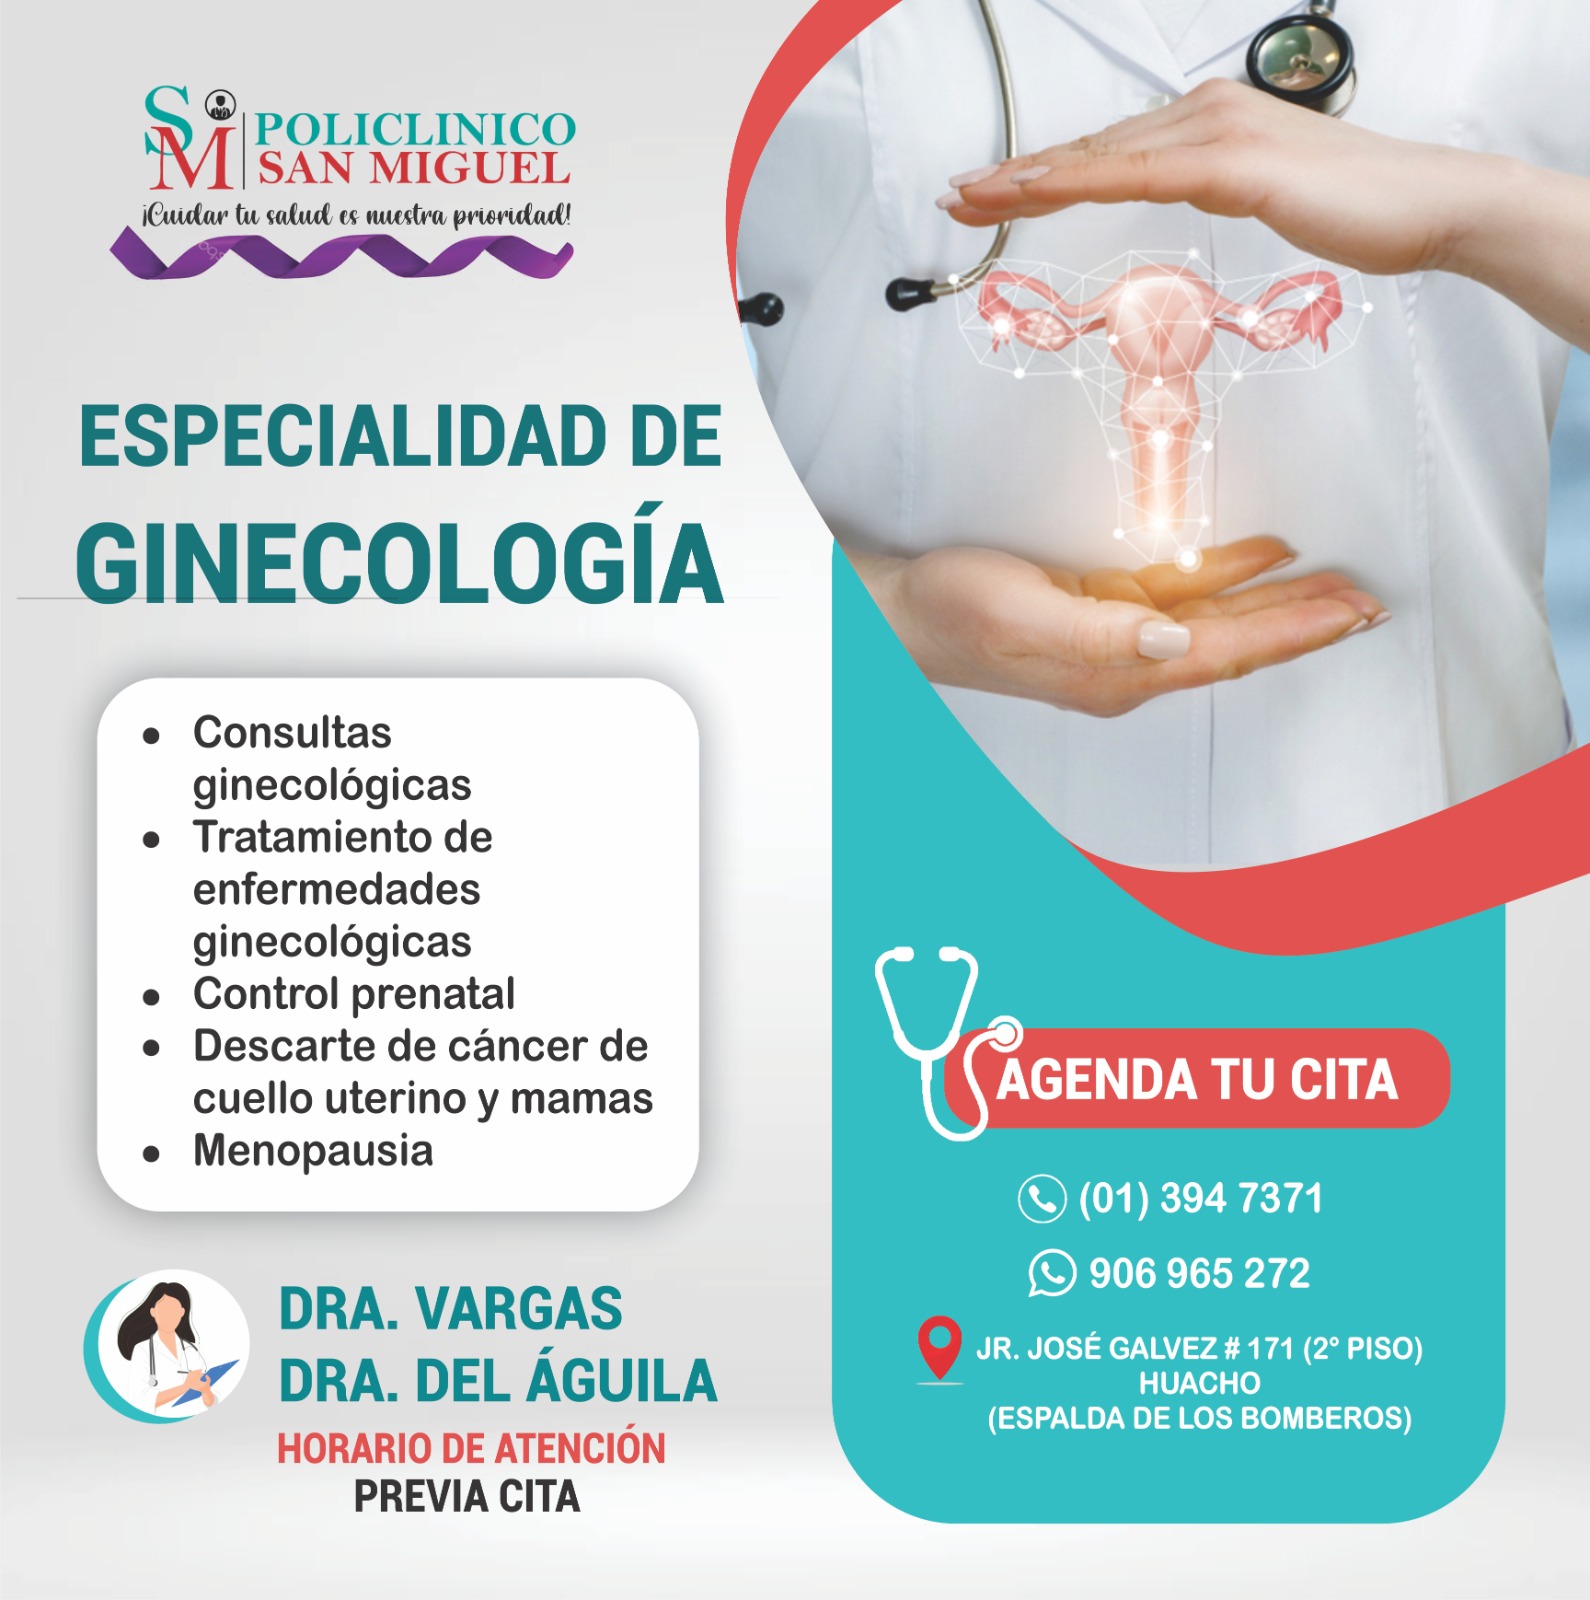 SM
POLICLINICO
SAN MIGUEL
¡Cuidar tu salud es nuestra prioridad!
ESPECIALIDAD DE
GINECOLOGÍA
• Consultas
ginecológicas
• Tratamiento de
enfermedades
ginecológicas
• Control prenatal
• Descarte de cáncer de
cuello uterino y mamas
• Menopausia
DRA. VARGAS
DRA. DEL ÁGUILA
HORARIO DE ATENCIÓN
PREVIA CITA
AGENDA TU CITA
(01) 394 7371
906 965 272
JR. JOSÉ GALVEZ # 171 (2° PISO)
HUACHO
(ESPALDA DE LOS BOMBEROS)